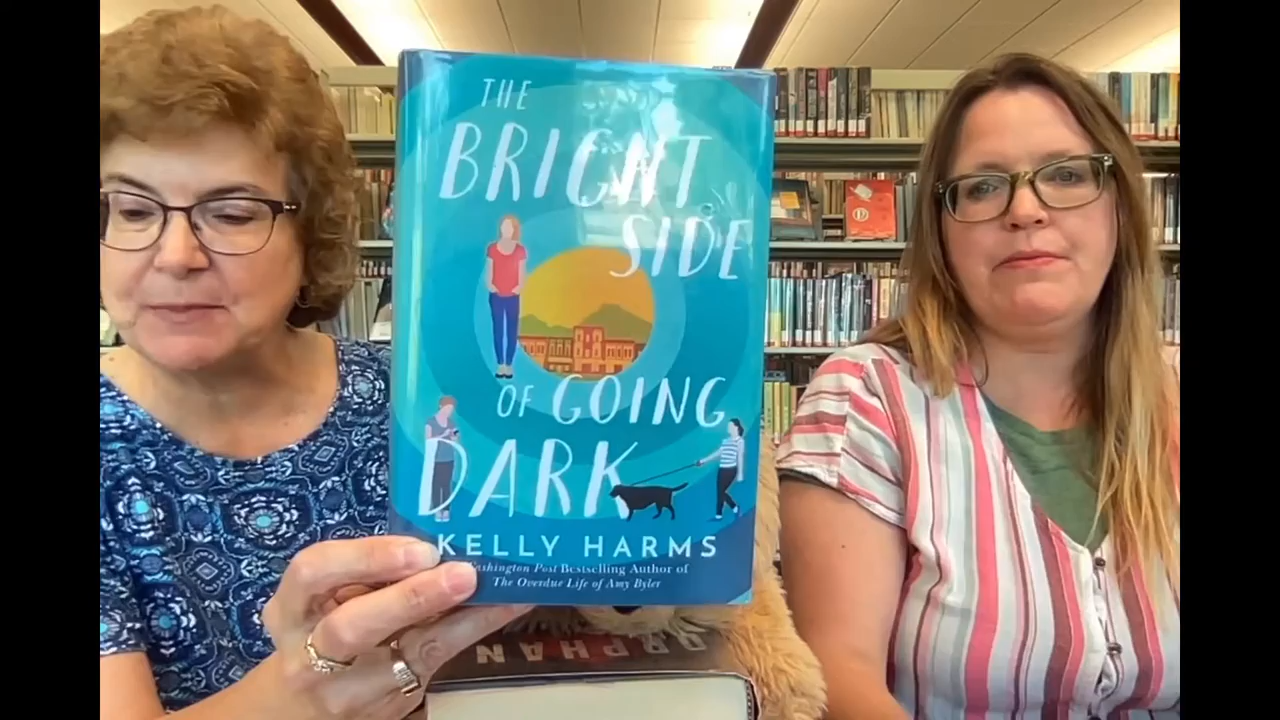 THE
BRIGHT
SIDE
OF GOING
DARK
KELLY HARMS
Washington Post Bestselling Author of
The Overdue Life of Amy Byler
ORPHAN